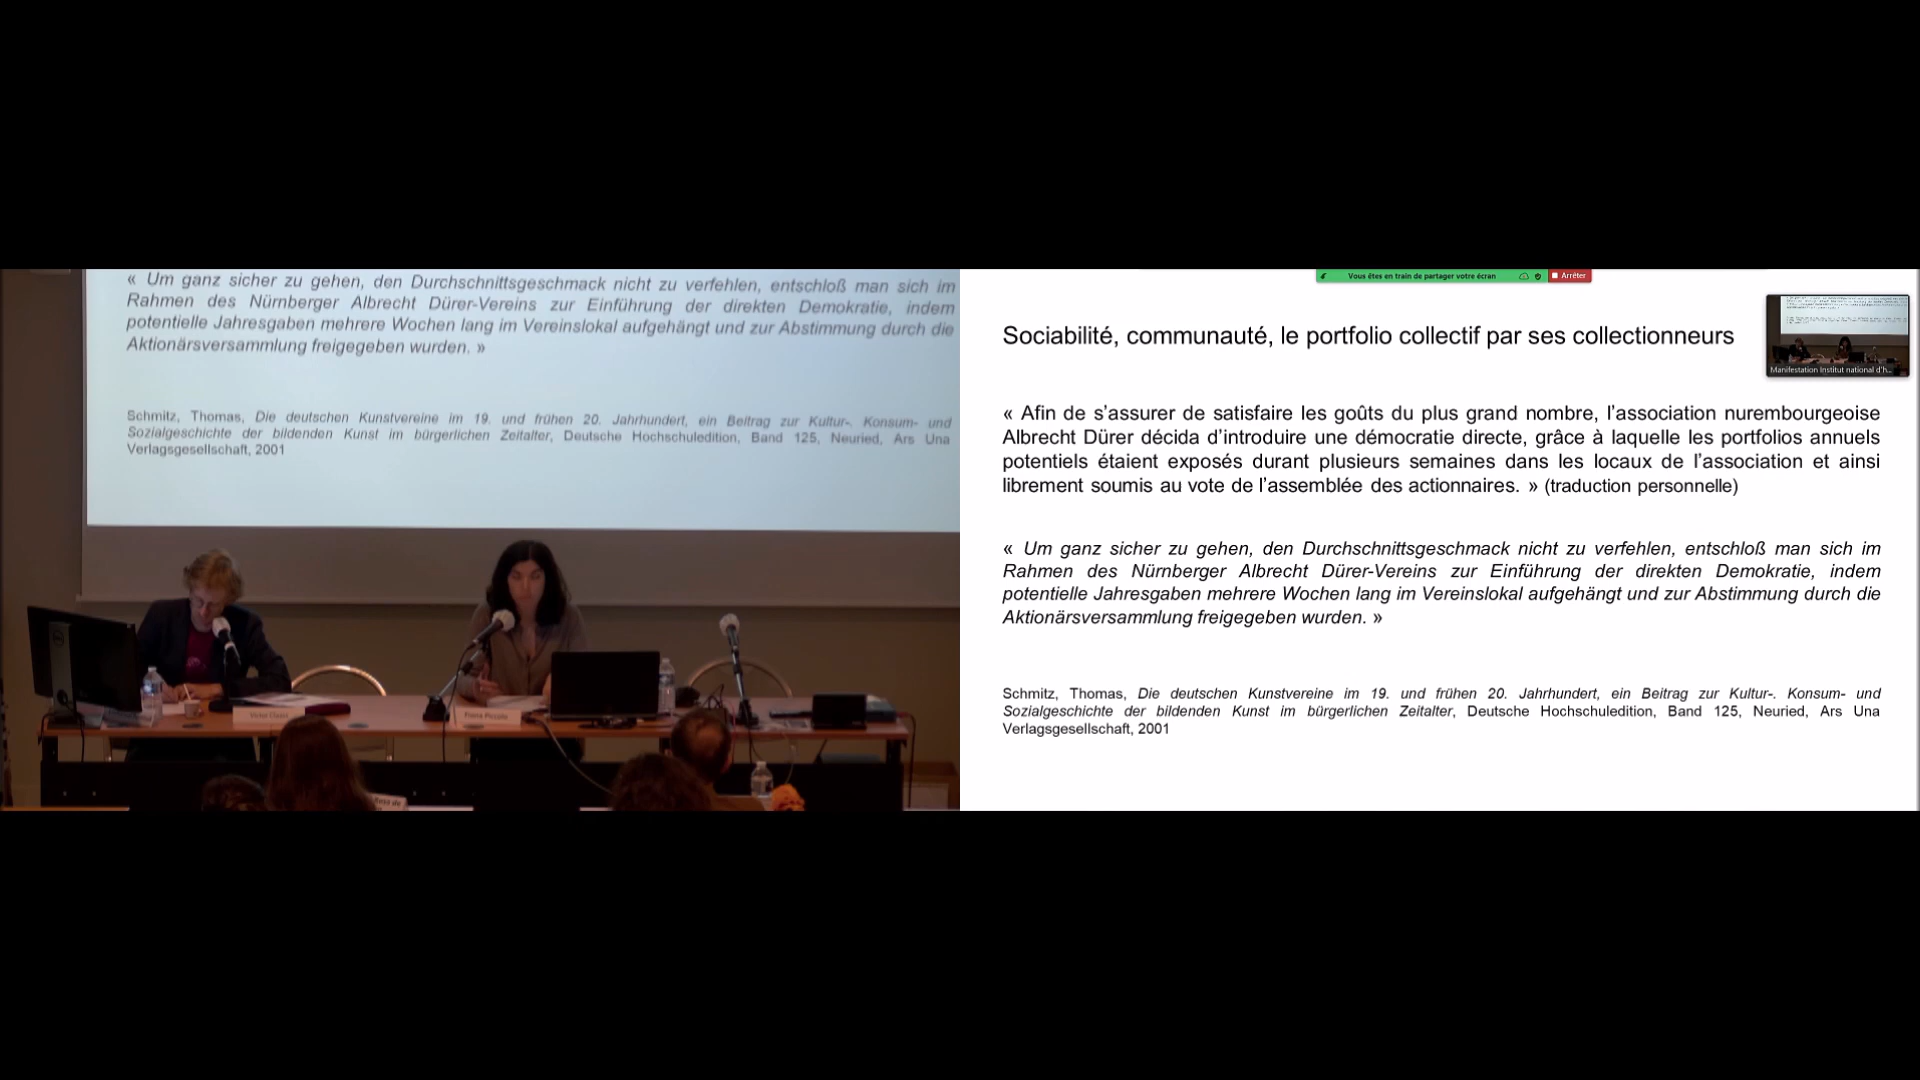 « Um ganz sicher zu gehen, den Durchschnittsgeschmack nicht zu verfehlen, entschloß man sich im
Rahmen des Nürnberger Albrecht Dürer-Vereins zur Einführung der direkten Demokratie, indem
potentielle Jahresgaben mehrere Wochen lang im Vereinslokal aufgehängt und zur Abstimmung durch die
Aktionärsversammlung freigegeben wurden. »
Schmitz, Thomas, Die deutschen Kunstvereine im 19. und frühen 20. Jahrhundert, ein Beitrag zur Kultur-. Konsum- und
Sozialgeschichte der bildenden Kunst im bürgerlichen Zeitalter, Deutsche Hochschuledition, Band 125, Neuried, Ars Una
Verlagsgesellschaft, 2001
Vous êtes en train de partager votre écran
Arrêter
Manifestation Institut national d'h...
Sociabilité, communauté, le portfolio collectif par ses collectionneurs
« Afin de s’assurer de satisfaire les goûts du plus grand nombre, l’association nurembourgeoise
Albrecht Dürer décida d’introduire une démocratie directe, grâce à laquelle les portfolios annuels
potentiels étaient exposés durant plusieurs semaines dans les locaux de l’association et ainsi
librement soumis au vote de l’assemblée des actionnaires. » (traduction personnelle)
« Um ganz sicher zu gehen, den Durchschnittsgeschmack nicht zu verfehlen, entschloß man sich im
Rahmen des Nürnberger Albrecht Dürer-Vereins zur Einführung der direkten Demokratie, indem
potentielle Jahresgaben mehrere Wochen lang im Vereinslokal aufgehängt und zur Abstimmung durch die
Aktionärsversammlung freigegeben wurden. »
Schmitz, Thomas, Die deutschen Kunstvereine im 19. und frühen 20. Jahrhundert, ein Beitrag zur Kultur-. Konsum- und
Sozialgeschichte der bildenden Kunst im bürgerlichen Zeitalter, Deutsche Hochschuledition, Band 125, Neuried, Ars Una
Verlagsgesellschaft, 2001